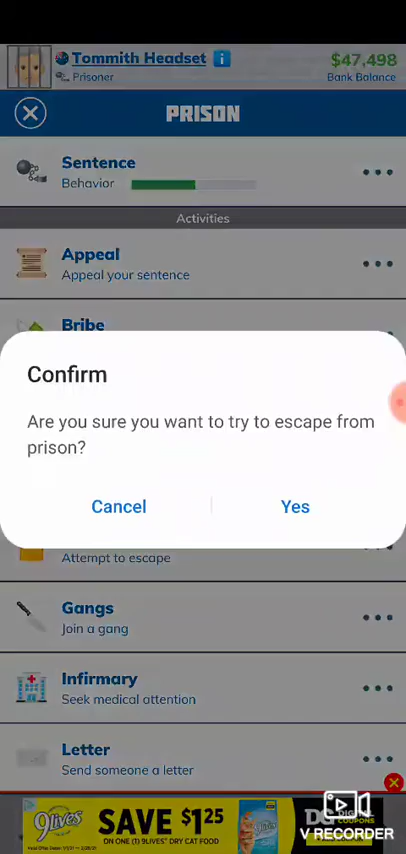 Tommith Headset i
Prisoner
$47,498
Bank Balance
PRISON
Sentence
Behavior
Activities
Appeal
Appeal your sentence
Bribe
Confirm
Are you sure you want to try to escape from
prison?
Cancel
Yes
Attempt to escape
Gangs
Join a gang
Infirmary
Seek medical attention
Letter
Send someone a letter
9Lives
SAVE $1.25
ON ONE (1) 9LIVES® DRY CAT FOOD
DG DIGITAL
COUPONS
V RECORDER